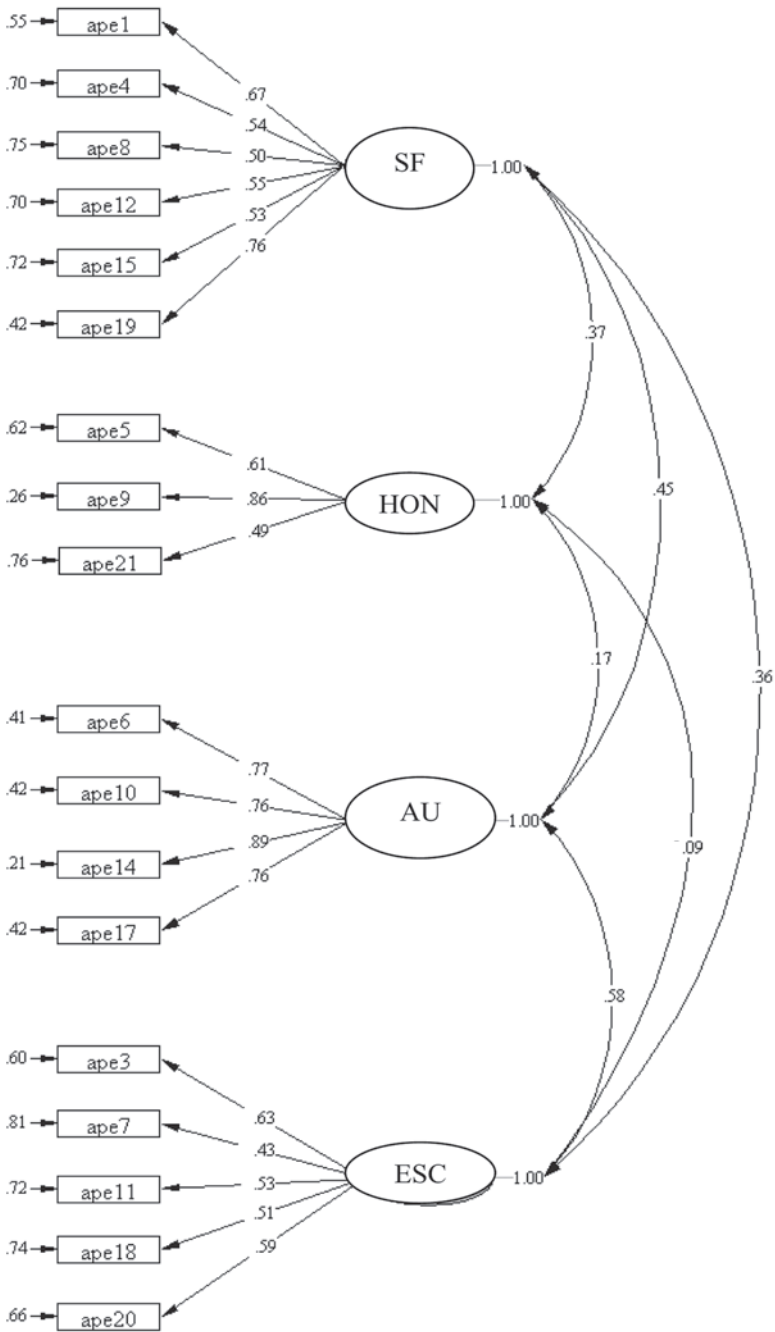 .55 ape1
.67
.70 ape4
.54
.75 ape8
.50
SF 1.00
.70 ape12
.55
.53
.72 ape15
.76
.42 ape19
.37
.62 ape5
.61
.26 ape9
.86
HON 1.00
.45
.49
.76 ape21
.17
.36
.41 ape6
.77
.42 ape10
.76
AU 1.00
.89
.09
.21 ape14
.76
.42 ape17
.58
.60 ape3
.63
.81 ape7
.43
ESC 1.00
.72 ape11
.53
.51
.74 ape18
.59
.66 ape20